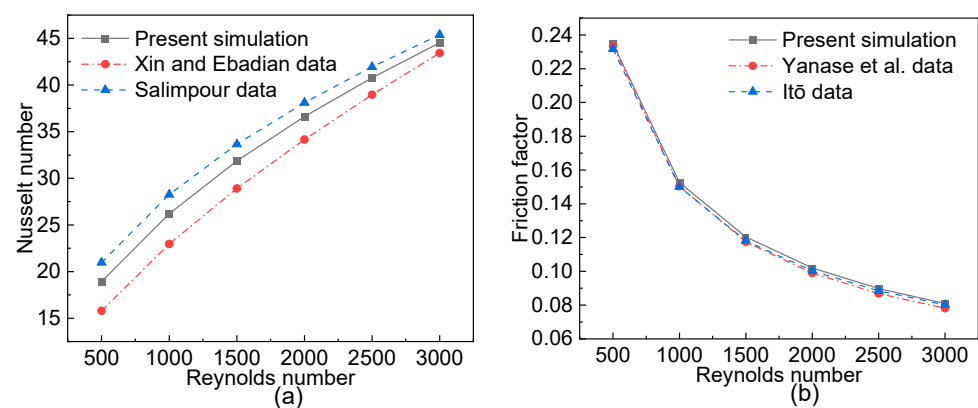 45
40
35
30
25
20
15
Nusselt number
Present simulation
Xin and Ebadian data
Salimpour data
500 1000 1500 2000 2500 3000
Reynolds number
(a)
0.24
0.22
0.20
0.18
0.16
0.14
0.12
0.10
0.08
0.06
Friction factor
Present simulation
Yanase et al. data
Itō data
500 1000 1500 2000 2500 3000
Reynolds number
(b)